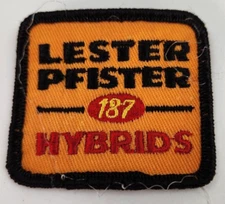 LESTER
PFISTER
187
HYBRIDS